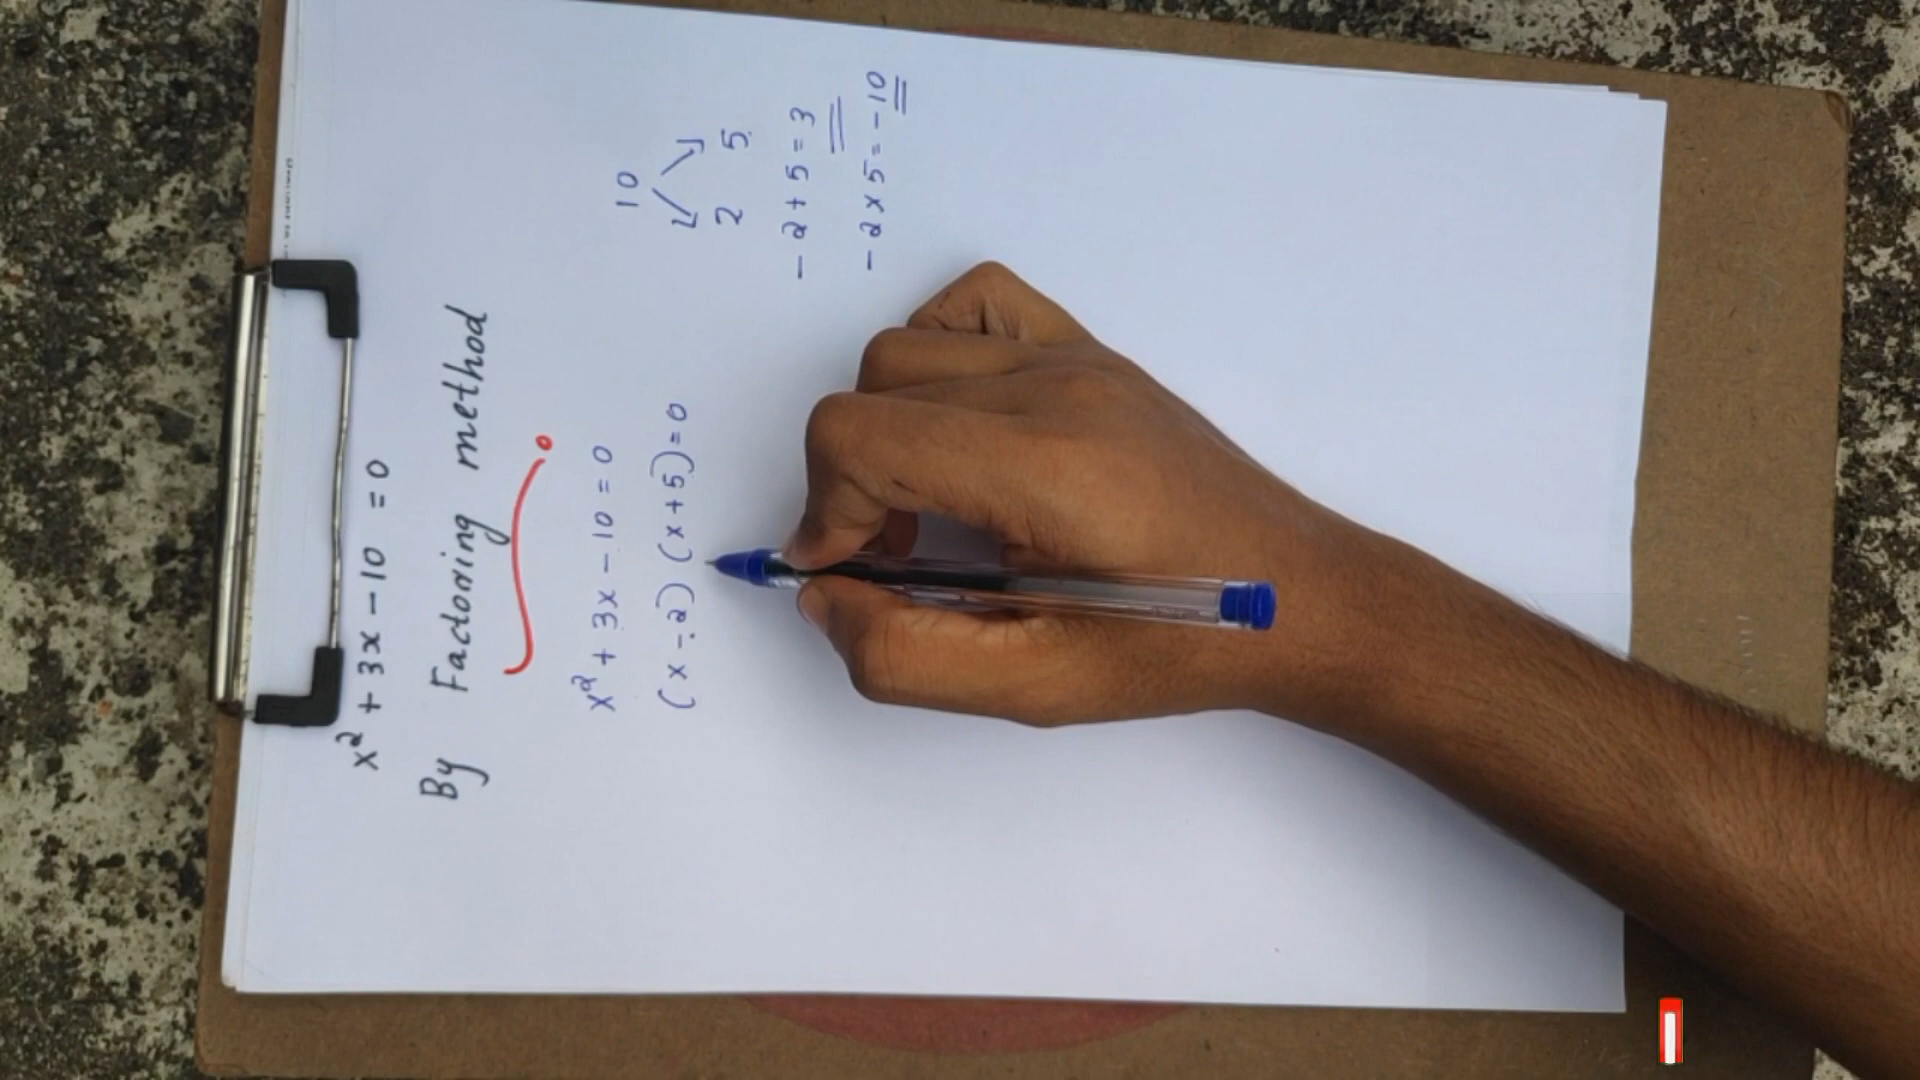 x² + 3x - 10 = 0
By Factoring method
x² + 3x - 10 = 0
(x - 2) (x + 5) = 0
10
2 5
- 2 + 5 = 3
- 2 x 5 = - 10